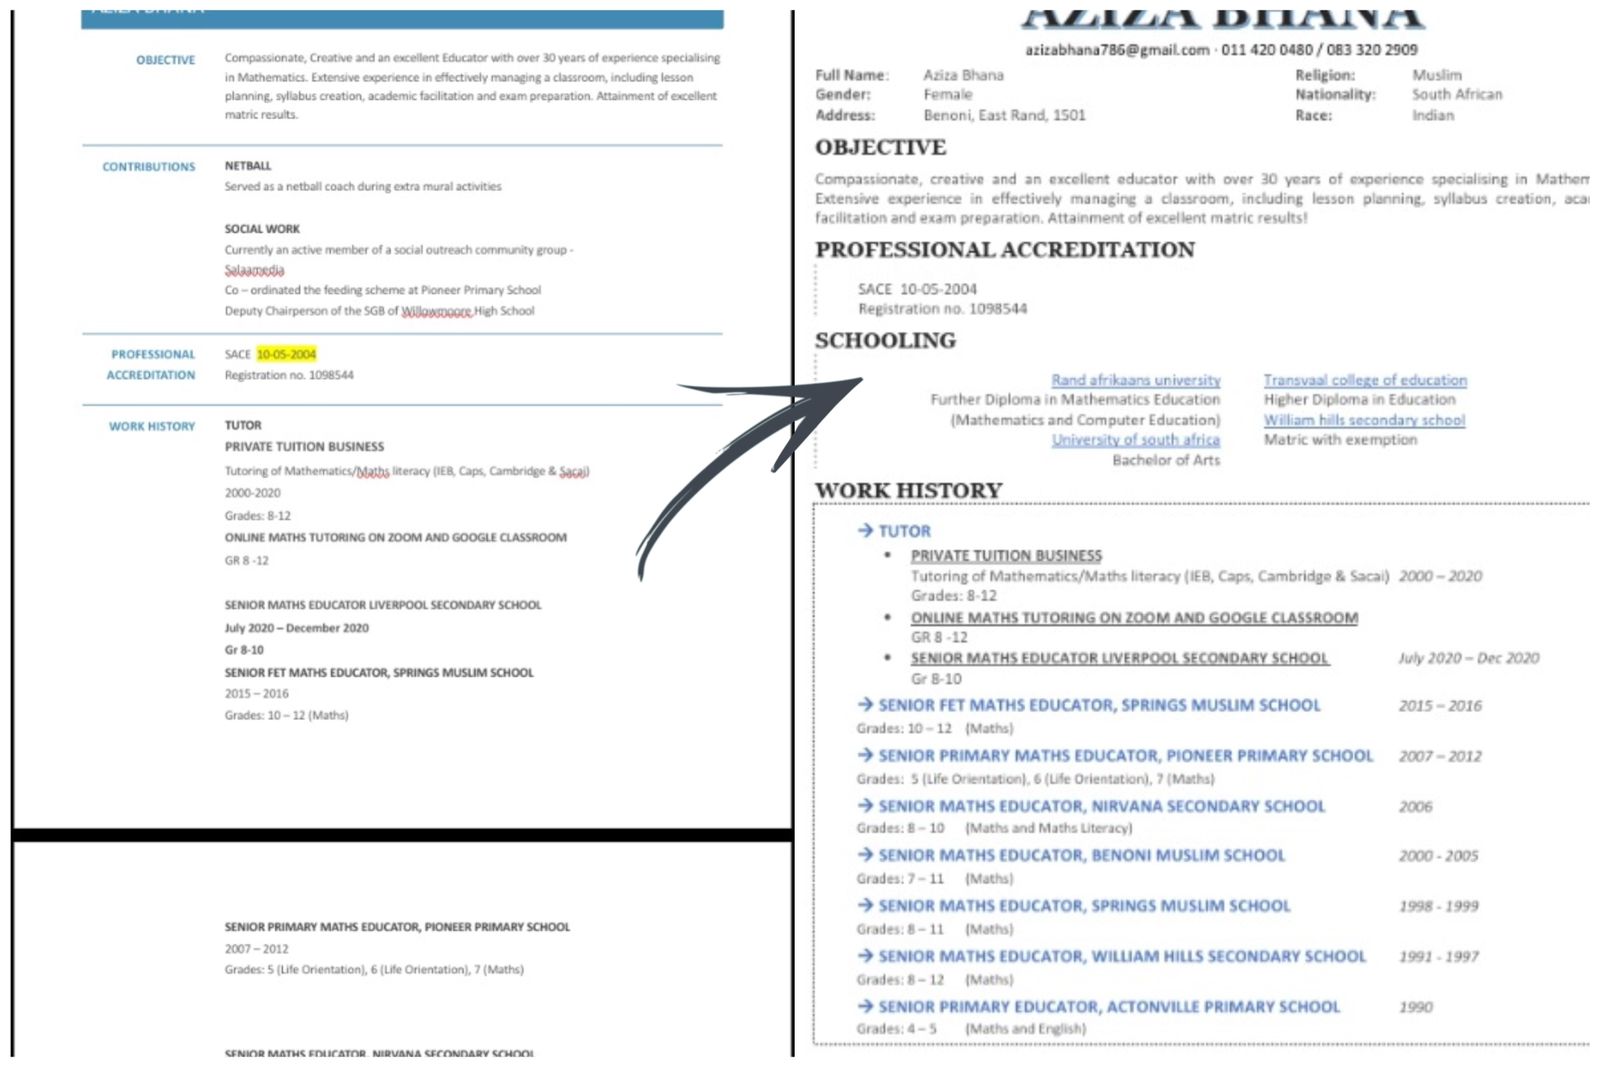 AZIZA BHANA
OBJECTIVE
Compassionate, Creative and an excellent Educator with over 30 years of experience specialising
in Mathematics. Extensive experience in effectively managing a classroom, including lesson
planning, syllabus creation, academic facilitation and exam preparation. Attainment of excellent
matric results.
CONTRIBUTIONS
NETBALL
Served as a netball coach during extra mural activities
SOCIAL WORK
Currently an active member of a social outreach community group -
Salaamedia
Co – ordinated the feeding scheme at Pioneer Primary School
Deputy Chairperson of the SGB of Willowmoore High School
PROFESSIONAL
ACCREDITATION
SACE 10-05-2004
Registration no. 1098544
WORK HISTORY
TUTOR
PRIVATE TUITION BUSINESS
Tutoring of Mathematics/Maths literacy (IEB, Caps, Cambridge & Sacai)
2000-2020
Grades: 8-12
ONLINE MATHS TUTORING ON ZOOM AND GOOGLE CLASSROOM
GR 8 -12
SENIOR MATHS EDUCATOR LIVERPOOL SECONDARY SCHOOL
July 2020 – December 2020
Gr 8-10
SENIOR FET MATHS EDUCATOR, SPRINGS MUSLIM SCHOOL
2015 – 2016
Grades: 10 – 12 (Maths)
SENIOR PRIMARY MATHS EDUCATOR, PIONEER PRIMARY SCHOOL
2007 – 2012
Grades: 5 (Life Orientation), 6 (Life Orientation), 7 (Maths)
SENIOR MATHS EDUCATOR, NIRVANA SECONDARY SCHOOL
AZIZA BHANA
azizabhana786@gmail.com · 011 420 0480 / 083 320 2909
Full Name: Aziza Bhana Religion: Muslim
Gender: Female Nationality: South African
Address: Benoni, East Rand, 1501 Race: Indian
OBJECTIVE
Compassionate, creative and an excellent educator with over 30 years of experience specialising in Mathem
Extensive experience in effectively managing a classroom, including lesson planning, syllabus creation, aca
facilitation and exam preparation. Attainment of excellent matric results!
PROFESSIONAL ACCREDITATION
SACE 10-05-2004
Registration no. 1098544
SCHOOLING
Rand afrikaans university
Further Diploma in Mathematics Education
(Mathematics and Computer Education)
University of south africa
Bachelor of Arts
Transvaal college of education
Higher Diploma in Education
William hills secondary school
Matric with exemption
WORK HISTORY
→ TUTOR
• PRIVATE TUITION BUSINESS
Tutoring of Mathematics/Maths literacy (IEB, Caps, Cambridge & Sacai) 2000 – 2020
Grades: 8-12
• ONLINE MATHS TUTORING ON ZOOM AND GOOGLE CLASSROOM
GR 8 -12
• SENIOR MATHS EDUCATOR LIVERPOOL SECONDARY SCHOOL July 2020 – Dec 2020
Gr 8-10
→ SENIOR FET MATHS EDUCATOR, SPRINGS MUSLIM SCHOOL 2015 – 2016
Grades: 10 – 12 (Maths)
→ SENIOR PRIMARY MATHS EDUCATOR, PIONEER PRIMARY SCHOOL 2007 – 2012
Grades: 5 (Life Orientation), 6 (Life Orientation), 7 (Maths)
→ SENIOR MATHS EDUCATOR, NIRVANA SECONDARY SCHOOL 2006
Grades: 8 – 10 (Maths and Maths Literacy)
→ SENIOR MATHS EDUCATOR, BENONI MUSLIM SCHOOL 2000 - 2005
Grades: 7 – 11 (Maths)
→ SENIOR MATHS EDUCATOR, SPRINGS MUSLIM SCHOOL 1998 - 1999
Grades: 8 – 11 (Maths)
→ SENIOR MATHS EDUCATOR, WILLIAM HILLS SECONDARY SCHOOL 1991 - 1997
Grades: 8 – 12 (Maths)
→ SENIOR PRIMARY EDUCATOR, ACTONVILLE PRIMARY SCHOOL 1990
Grades: 4 – 5 (Maths and English)